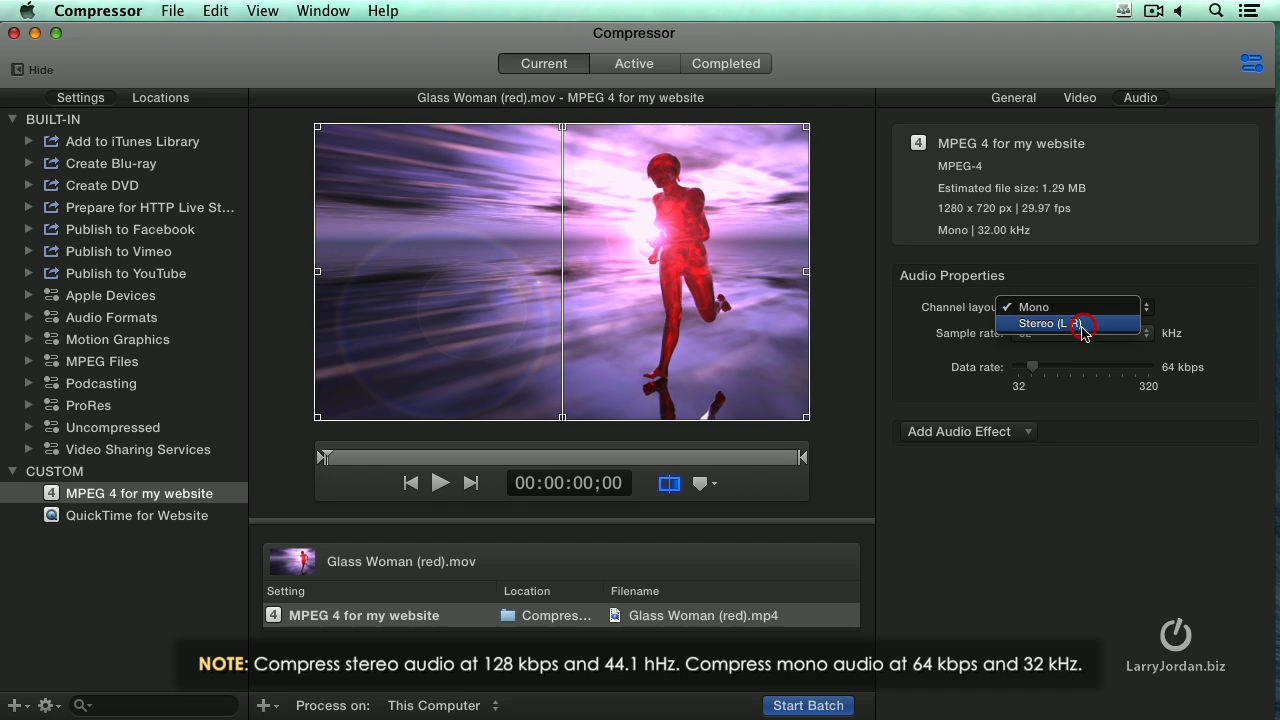 Compressor File Edit View Window Help
Compressor
Hide
Current Active Completed
Settings Locations
Glass Woman (red).mov - MPEG 4 for my website
General Video Audio
BUILT-IN
Add to iTunes Library
Create Blu-ray
Create DVD
Prepare for HTTP Live St...
Publish to Facebook
Publish to Vimeo
Publish to YouTube
Apple Devices
Audio Formats
Motion Graphics
MPEG Files
Podcasting
ProRes
Uncompressed
Video Sharing Services
CUSTOM
4 MPEG 4 for my website
QuickTime for Website
00:00:00;00
Glass Woman (red).mov
Setting Location Filename
4 MPEG 4 for my website Compres... Glass Woman (red).mp4
4 MPEG 4 for my website
MPEG-4
Estimated file size: 1.29 MB
1280 x 720 px | 29.97 fps
Mono | 32.00 kHz
Audio Properties
Channel layou ✓ Mono
Stereo (L R)
Sample rate: 32 kHz
Data rate: 64 kbps
32 320
Add Audio Effect
NOTE: Compress stereo audio at 128 kbps and 44.1 hHz. Compress mono audio at 64 kbps and 32 kHz.
LarryJordan.biz
Process on: This Computer
Start Batch